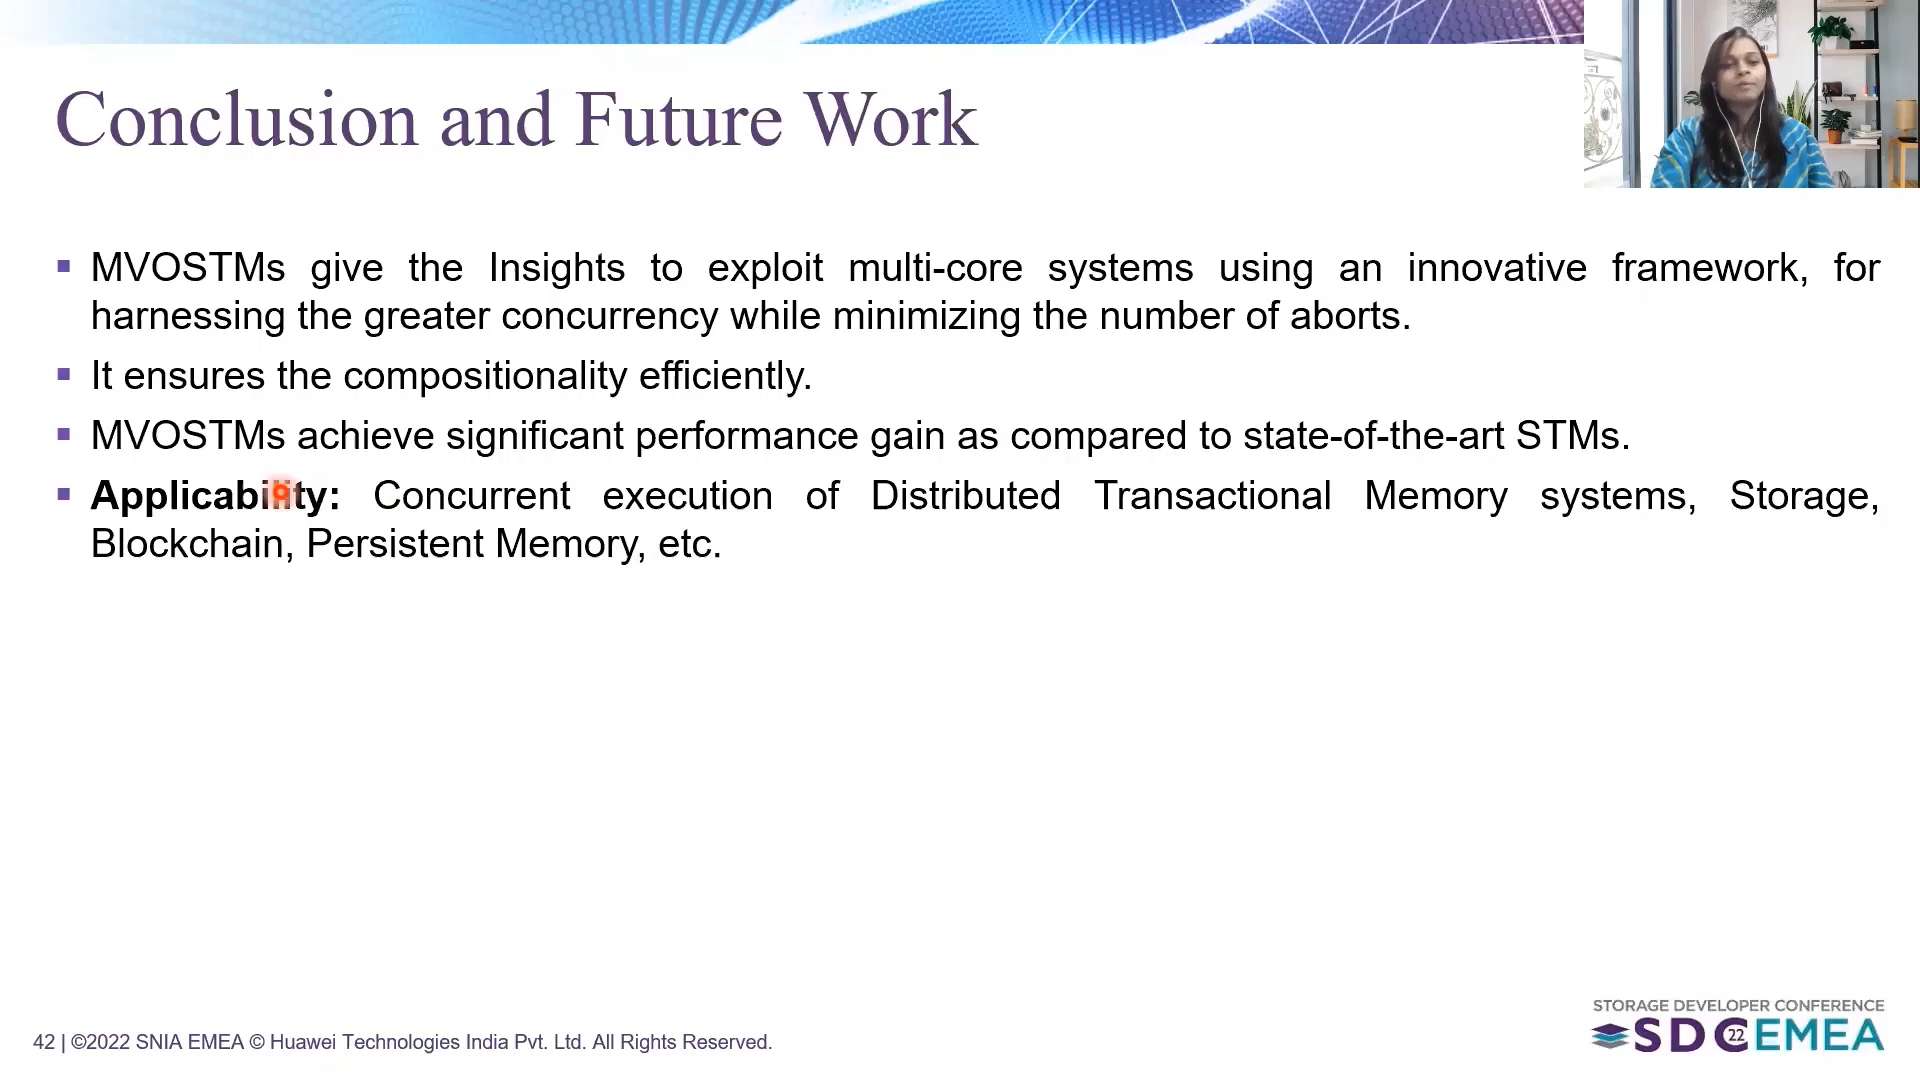 Conclusion and Future Work
▪ MVOSTMs give the Insights to exploit multi-core systems using an innovative framework, for
harnessing the greater concurrency while minimizing the number of aborts.
▪ It ensures the compositionality efficiently.
▪ MVOSTMs achieve significant performance gain as compared to state-of-the-art STMs.
▪ Applicability: Concurrent execution of Distributed Transactional Memory systems, Storage,
Blockchain, Persistent Memory, etc.
STORAGE DEVELOPER CONFERENCE
SDC22EMEA
42 | ©2022 SNIA EMEA © Huawei Technologies India Pvt. Ltd. All Rights Reserved.